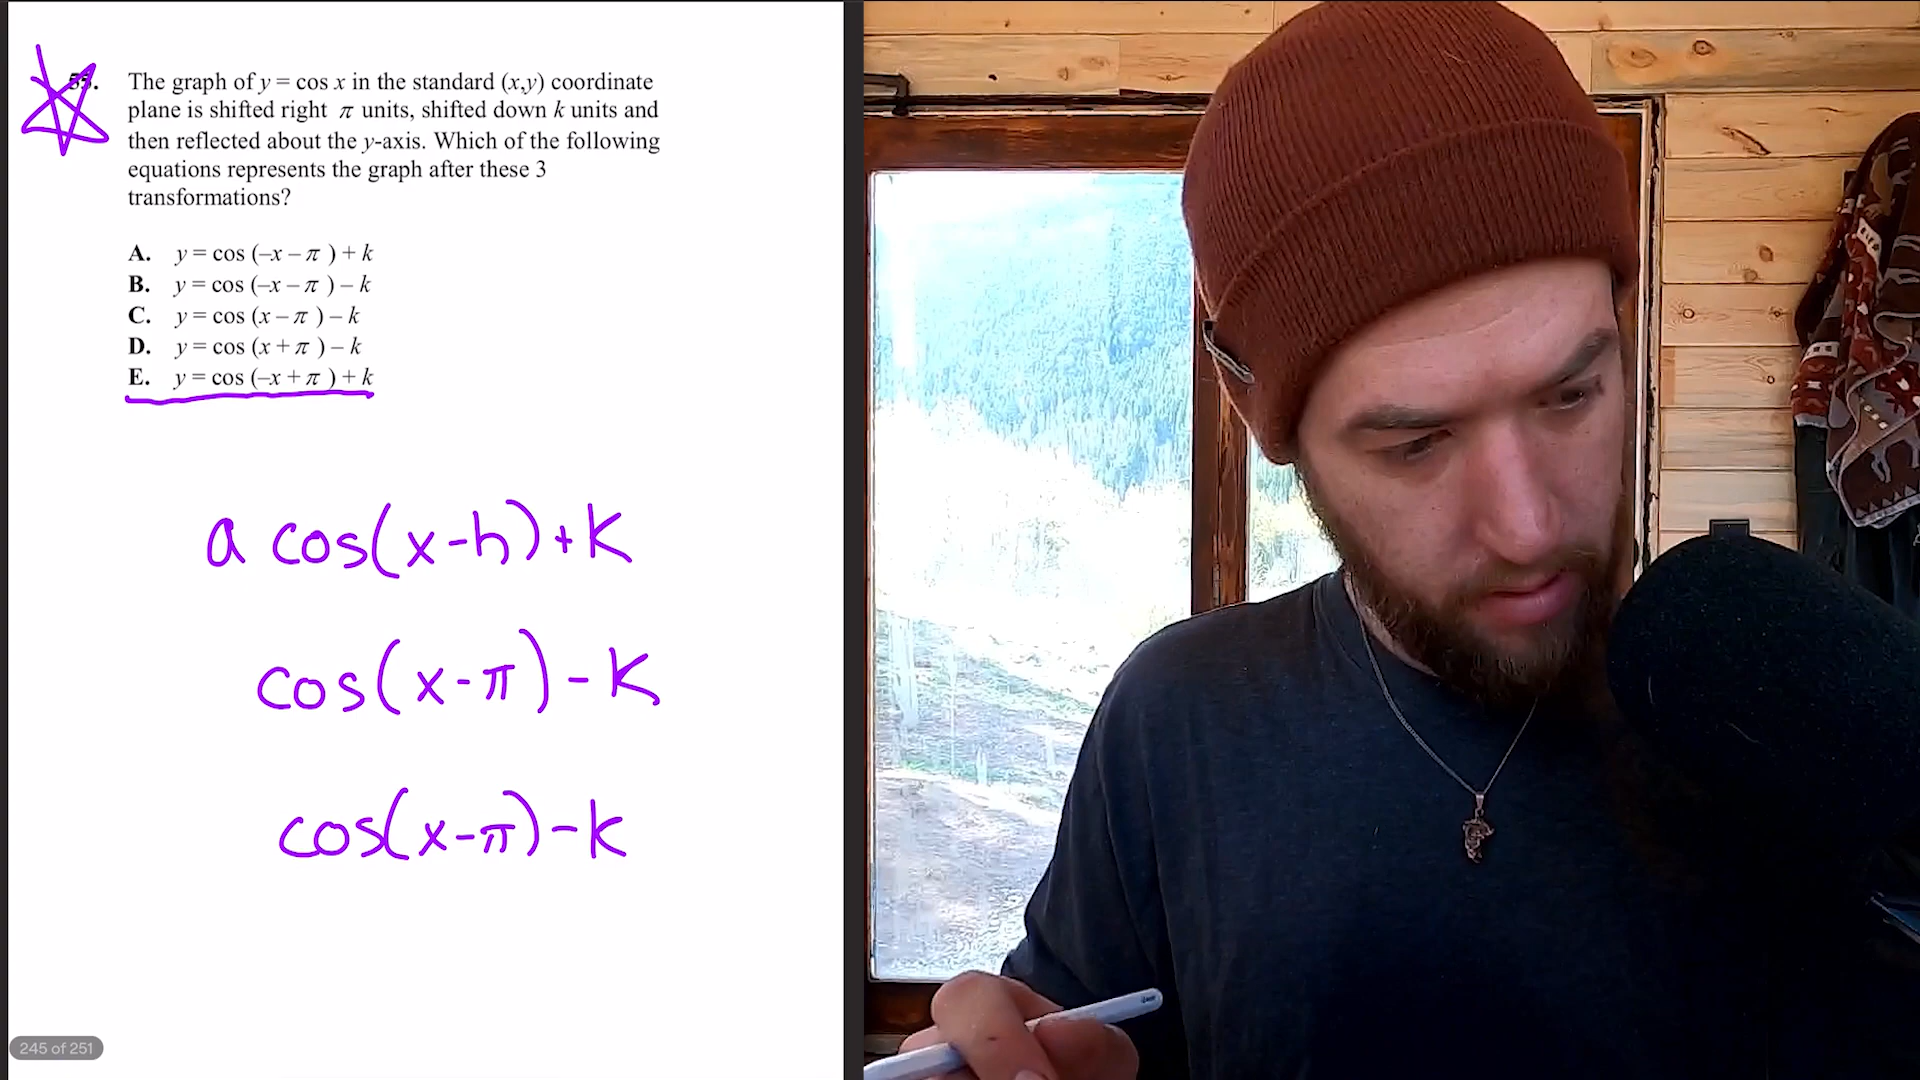 53. The graph of y = cos x in the standard (x,y) coordinate
plane is shifted right π units, shifted down k units and
then reflected about the y-axis. Which of the following
equations represents the graph after these 3
transformations?
A. y = cos (–x – π ) + k
B. y = cos (–x – π ) – k
C. y = cos (x – π ) – k
D. y = cos (x + π ) – k
E. y = cos (–x + π ) + k
a cos(x-h)+k
cos(x-π)-k
cos(x-π)-k
245 of 251